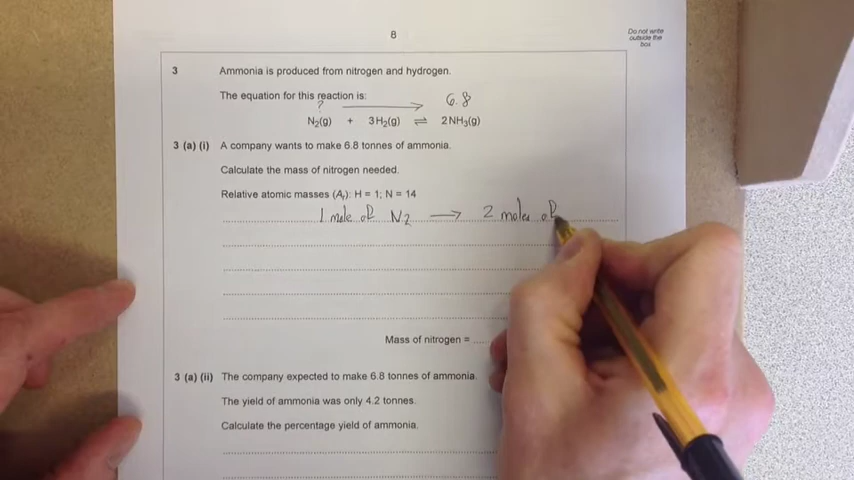 8
Do not write
outside the
box
3 Ammonia is produced from nitrogen and hydrogen.
The equation for this reaction is:
? 6.8
N₂(g) + 3H₂(g) ⇌ 2NH₃(g)
3 (a) (i) A company wants to make 6.8 tonnes of ammonia.
Calculate the mass of nitrogen needed.
Relative atomic masses (Aᵣ): H = 1; N = 14
1 mole of N₂ → 2 moles of
Mass of nitrogen =
3 (a) (ii) The company expected to make 6.8 tonnes of ammonia.
The yield of ammonia was only 4.2 tonnes.
Calculate the percentage yield of ammonia.